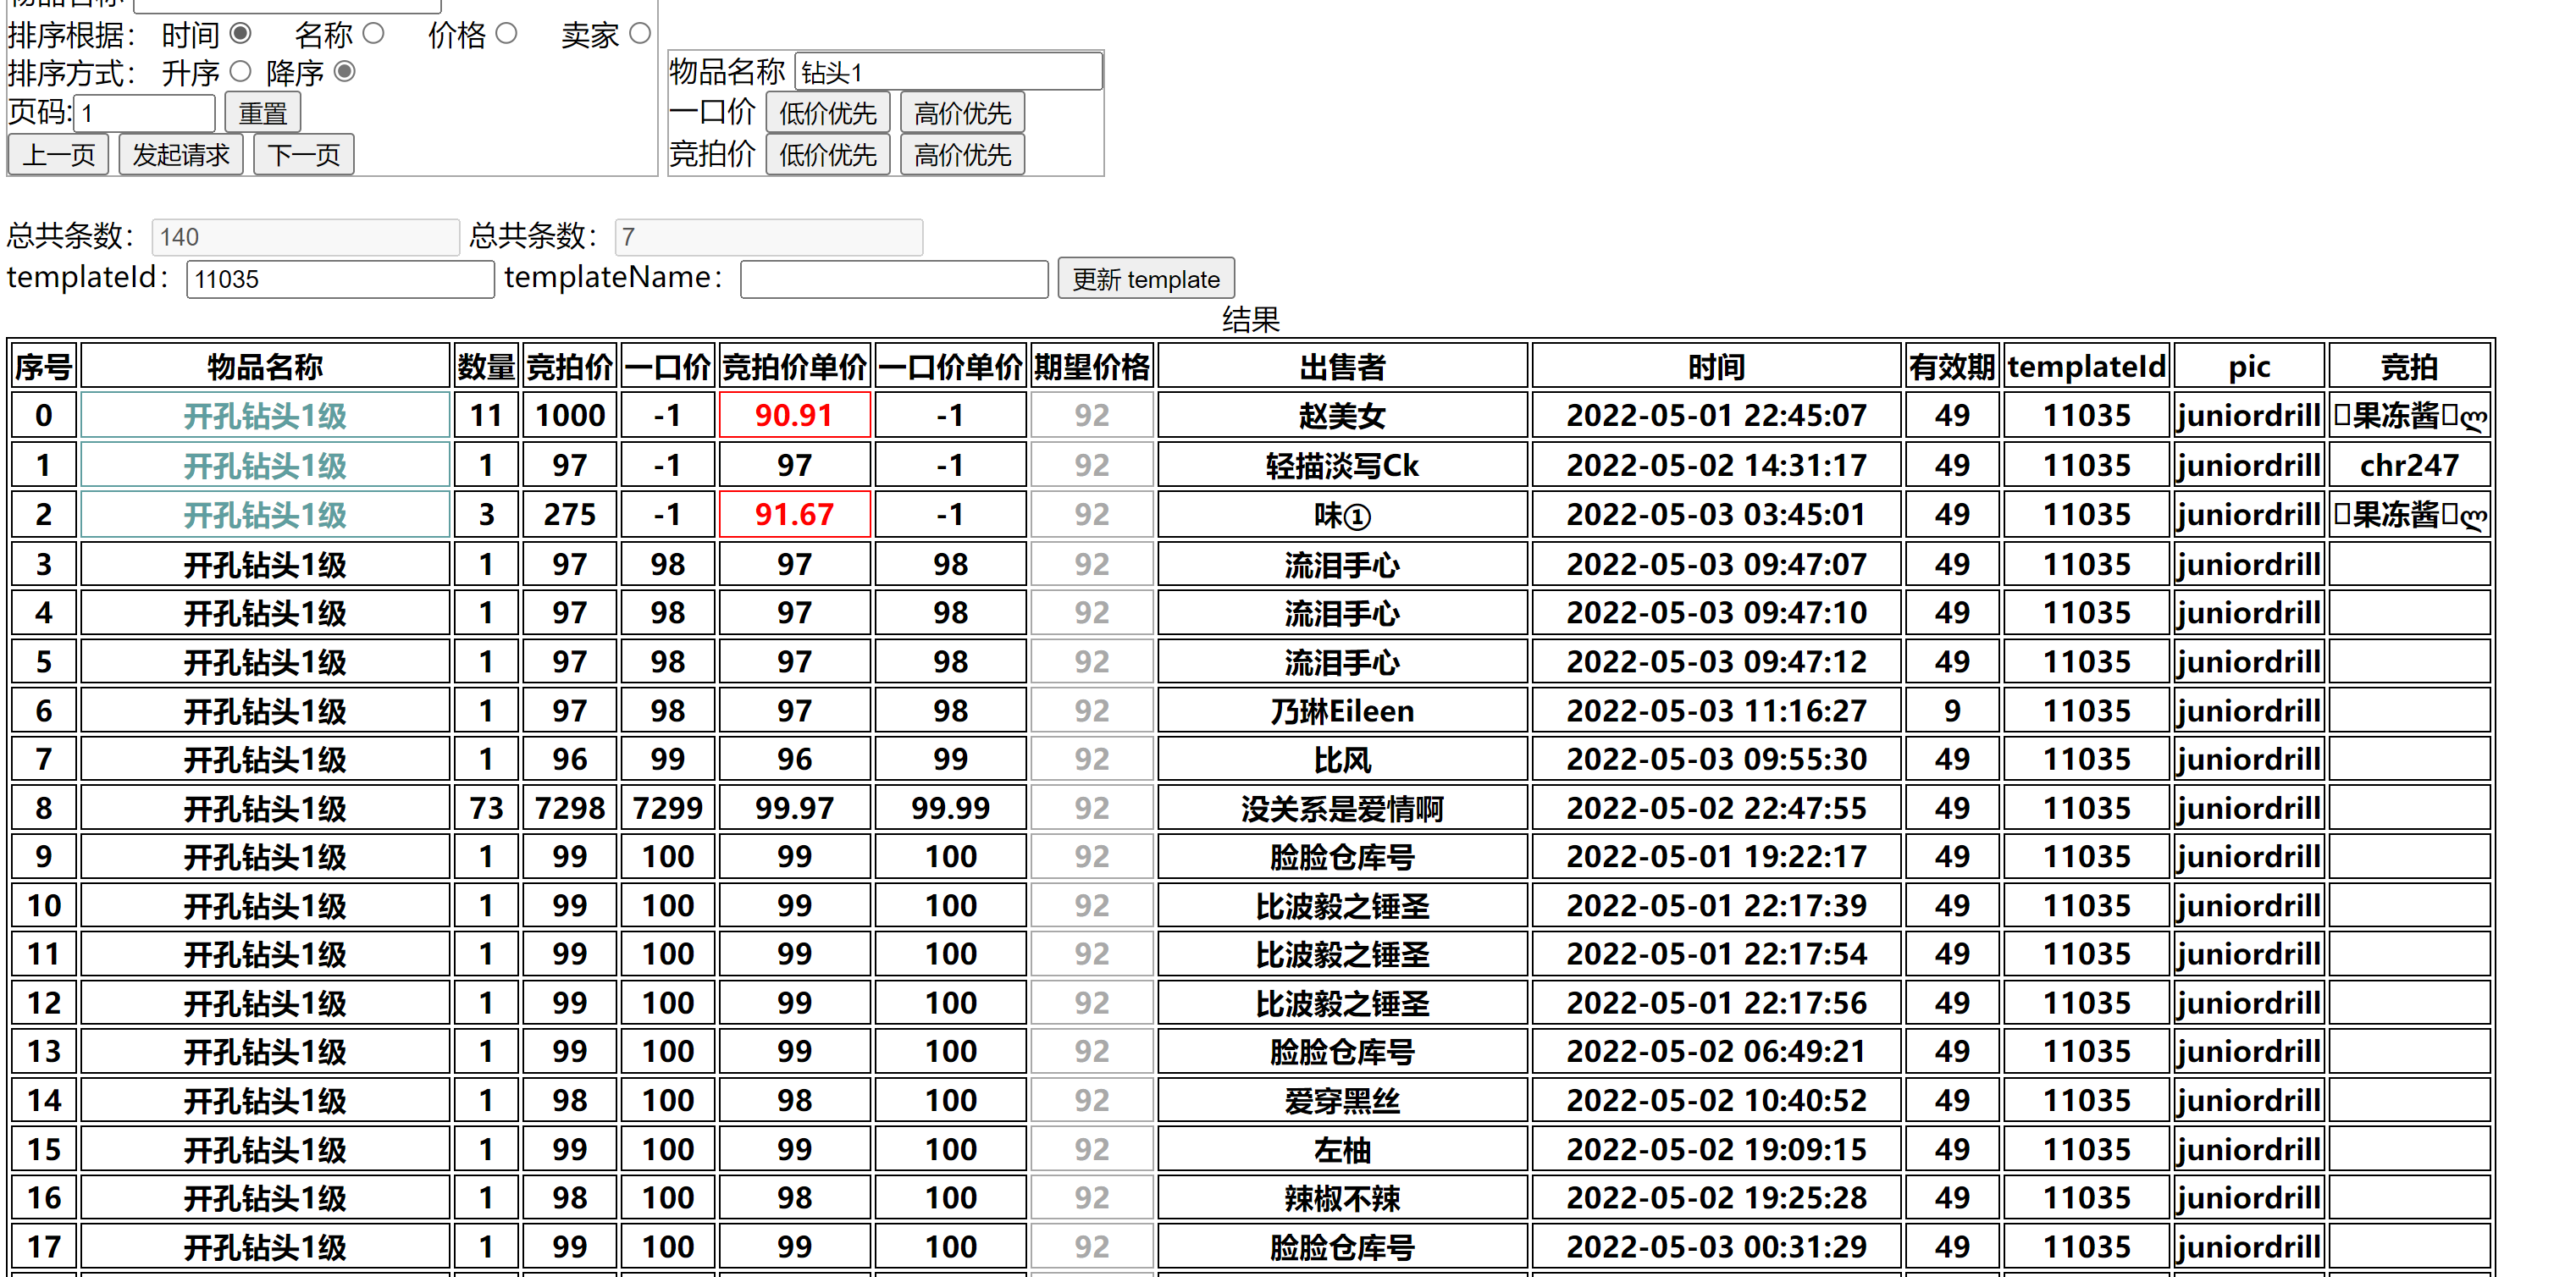 物品名称
排序根据： 时间 名称 价格 卖家
排序方式： 升序 降序
页码: 1 重置
上一页 发起请求 下一页
物品名称 钻头1
一口价 低价优先 高价优先
竞拍价 低价优先 高价优先
总共条数： 140 总共条数： 7
templateId： 11035 templateName： 更新 template
结果
序号 物品名称 数量 竞拍价 一口价 竞拍价单价 一口价单价 期望价格 出售者 时间 有效期 templateId pic 竞拍
0 开孔钻头1级 11 1000 -1 90.91 -1 92 赵美女 2022-05-01 22:45:07 49 11035 juniordrill 果冻酱ლ
1 开孔钻头1级 1 97 -1 97 -1 92 轻描淡写Ck 2022-05-02 14:31:17 49 11035 juniordrill chr247
2 开孔钻头1级 3 275 -1 91.67 -1 92 味① 2022-05-03 03:45:01 49 11035 juniordrill 果冻酱ლ
3 开孔钻头1级 1 97 98 97 98 92 流泪手心 2022-05-03 09:47:07 49 11035 juniordrill
4 开孔钻头1级 1 97 98 97 98 92 流泪手心 2022-05-03 09:47:10 49 11035 juniordrill
5 开孔钻头1级 1 97 98 97 98 92 流泪手心 2022-05-03 09:47:12 49 11035 juniordrill
6 开孔钻头1级 1 97 98 97 98 92 乃琳Eileen 2022-05-03 11:16:27 9 11035 juniordrill
7 开孔钻头1级 1 96 99 96 99 92 比风 2022-05-03 09:55:30 49 11035 juniordrill
8 开孔钻头1级 73 7298 7299 99.97 99.99 92 没关系是爱情啊 2022-05-02 22:47:55 49 11035 juniordrill
9 开孔钻头1级 1 99 100 99 100 92 脸脸仓库号 2022-05-01 19:22:17 49 11035 juniordrill
10 开孔钻头1级 1 99 100 99 100 92 比波毅之锤圣 2022-05-01 22:17:39 49 11035 juniordrill
11 开孔钻头1级 1 99 100 99 100 92 比波毅之锤圣 2022-05-01 22:17:54 49 11035 juniordrill
12 开孔钻头1级 1 99 100 99 100 92 比波毅之锤圣 2022-05-01 22:17:56 49 11035 juniordrill
13 开孔钻头1级 1 99 100 99 100 92 脸脸仓库号 2022-05-02 06:49:21 49 11035 juniordrill
14 开孔钻头1级 1 98 100 98 100 92 爱穿黑丝 2022-05-02 10:40:52 49 11035 juniordrill
15 开孔钻头1级 1 99 100 99 100 92 左柚 2022-05-02 19:09:15 49 11035 juniordrill
16 开孔钻头1级 1 98 100 98 100 92 辣椒不辣 2022-05-02 19:25:28 49 11035 juniordrill
17 开孔钻头1级 1 99 100 99 100 92 脸脸仓库号 2022-05-03 00:31:29 49 11035 juniordrill